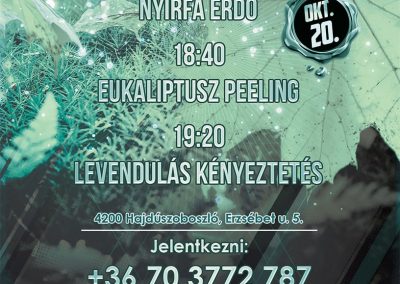 NYÍRFA ERDŐ
OKT.
20.
18:40
EUKALIPTUSZ PEELING
19:20
LEVENDULÁS KÉNYEZTETÉS
4200 Hajdúszoboszló, Erzsébet u. 5.
Jelentkezni:
+36 70 3772 787